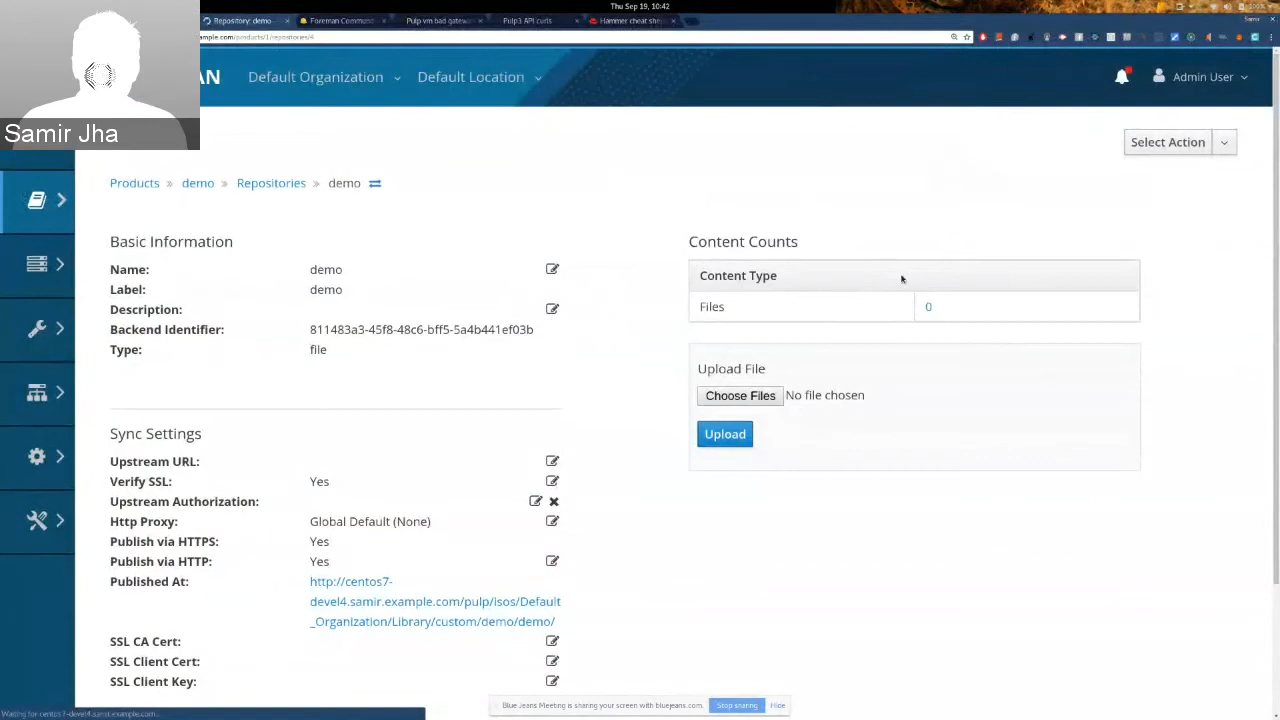 Thu Sep 19, 10:42
Repository: demo
Foreman Command
Pulp vm bad gatew
Pulp3 API curls
Hammer cheat she
ample.com/products/1/repositories/4
Samir
Samir Jha
AN
Default Organization
Default Location
Admin User
Select Action
Products » demo » Repositories » demo
Basic Information
Name: demo
Label: demo
Description:
Backend Identifier: 811483a3-45f8-48c6-bff5-5a4b441ef03b
Type: file
Content Counts
Content Type
Files 0
Upload File
Choose Files No file chosen
Upload
Sync Settings
Upstream URL:
Verify SSL: Yes
Upstream Authorization:
Http Proxy: Global Default (None)
Publish via HTTPS: Yes
Publish via HTTP: Yes
Published At: http://centos7-
devel4.samir.example.com/pulp/isos/Default
_Organization/Library/custom/demo/demo/
SSL CA Cert:
SSL Client Cert:
SSL Client Key:
Waiting for centos7-devel4.samir.example.com...
Blue Jeans Meeting is sharing your screen with bluejeans.com.
Stop sharing
Hide